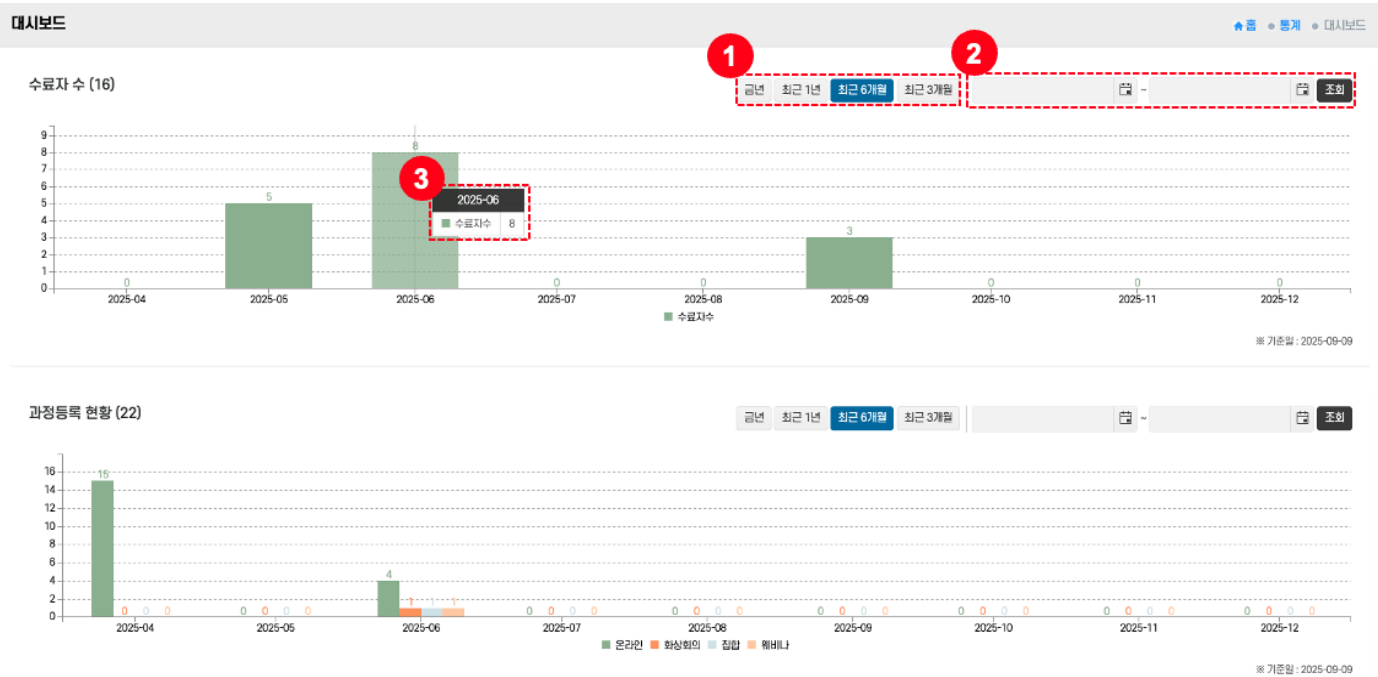 대시보드
홈 통계 대시보드
1
2
수료자 수 (16)
금년 최근 1년 최근 6개월 최근 3개월 ~ 조회
9
8
7
6
5
4
3
2
1
0
0 5 8 0 0 3 0 0 0
3
2025-06
수료자수 8
2025-04 2025-05 2025-06 2025-07 2025-08 2025-09 2025-10 2025-11 2025-12
수료자수
※ 기준일 : 2025-09-09
과정등록 현황 (22)
금년 최근 1년 최근 6개월 최근 3개월 ~ 조회
16
14
12
10
8
6
4
2
0
15 0 0 0 0 0 0 0 4 1 1 1 0 0 0 0 0 0 0 0 0 0 0 0 0 0 0 0 0 0 0 0 0 0 0 0
2025-04 2025-05 2025-06 2025-07 2025-08 2025-09 2025-10 2025-11 2025-12
온라인 화상회의 집합 웨비나
※ 기준일 : 2025-09-09